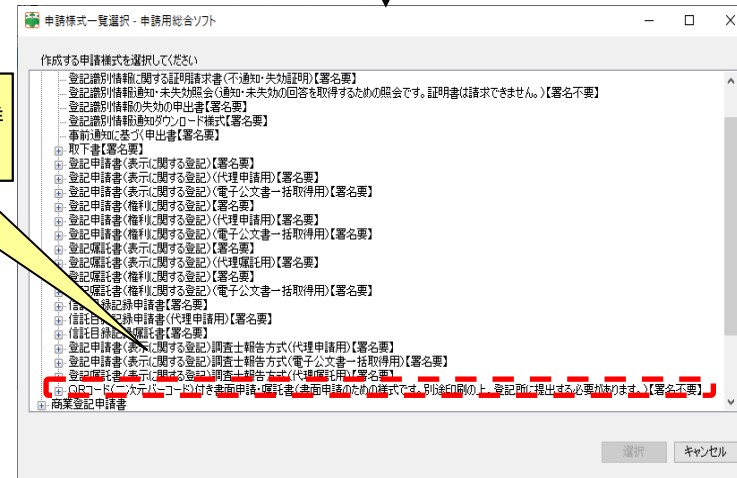 申請様式一覧選択 - 申請用総合ソフト
作成する申請様式を選択してください
登記識別情報に関する証明請求書(不通知・失効証明)【署名要】
登記識別情報通知・未失効照会(通知・未失効の回答を取得するための照会です。証明書は請求できません。)【署名不要】
登記識別情報の失効の申出書【署名要】
登記識別情報通知ダウンロード様式【署名要】
事前通知に基づく申出書【署名要】
取下書【署名要】
登記申請書(表示に関する登記)【署名要】
登記申請書(表示に関する登記)(代理申請用)【署名要】
登記申請書(表示に関する登記)(電子公文書一括取得用)【署名要】
登記申請書(権利に関する登記)【署名要】
登記申請書(権利に関する登記)(代理申請用)【署名要】
登記申請書(権利に関する登記)(電子公文書一括取得用)【署名要】
登記嘱託書(表示に関する登記)【署名要】
登記嘱託書(表示に関する登記)(代理嘱託用)【署名要】
登記嘱託書(権利に関する登記)【署名要】
登記嘱託書(権利に関する登記)(電子公文書一括取得用)【署名要】
信託目録記録申請書【署名要】
信託目録記録申請書(代理申請用)【署名要】
信託目録記録嘱託書【署名要】
登記申請書(表示に関する登記)調査士報告方式(代理申請用)【署名要】
登記申請書(表示に関する登記)調査士報告方式(電子公文書一括取得用)【署名要】
登記嘱託書(表示に関する登記)調査士報告方式(代理嘱託用)【署名要】
QRコード(二次元バーコード)付き書面申請・嘱託書(書面申請のための様式です。別途印刷の上、登記所に提出する必要があります。)【署名不要】
商業登記申請書
選択 キャンセル